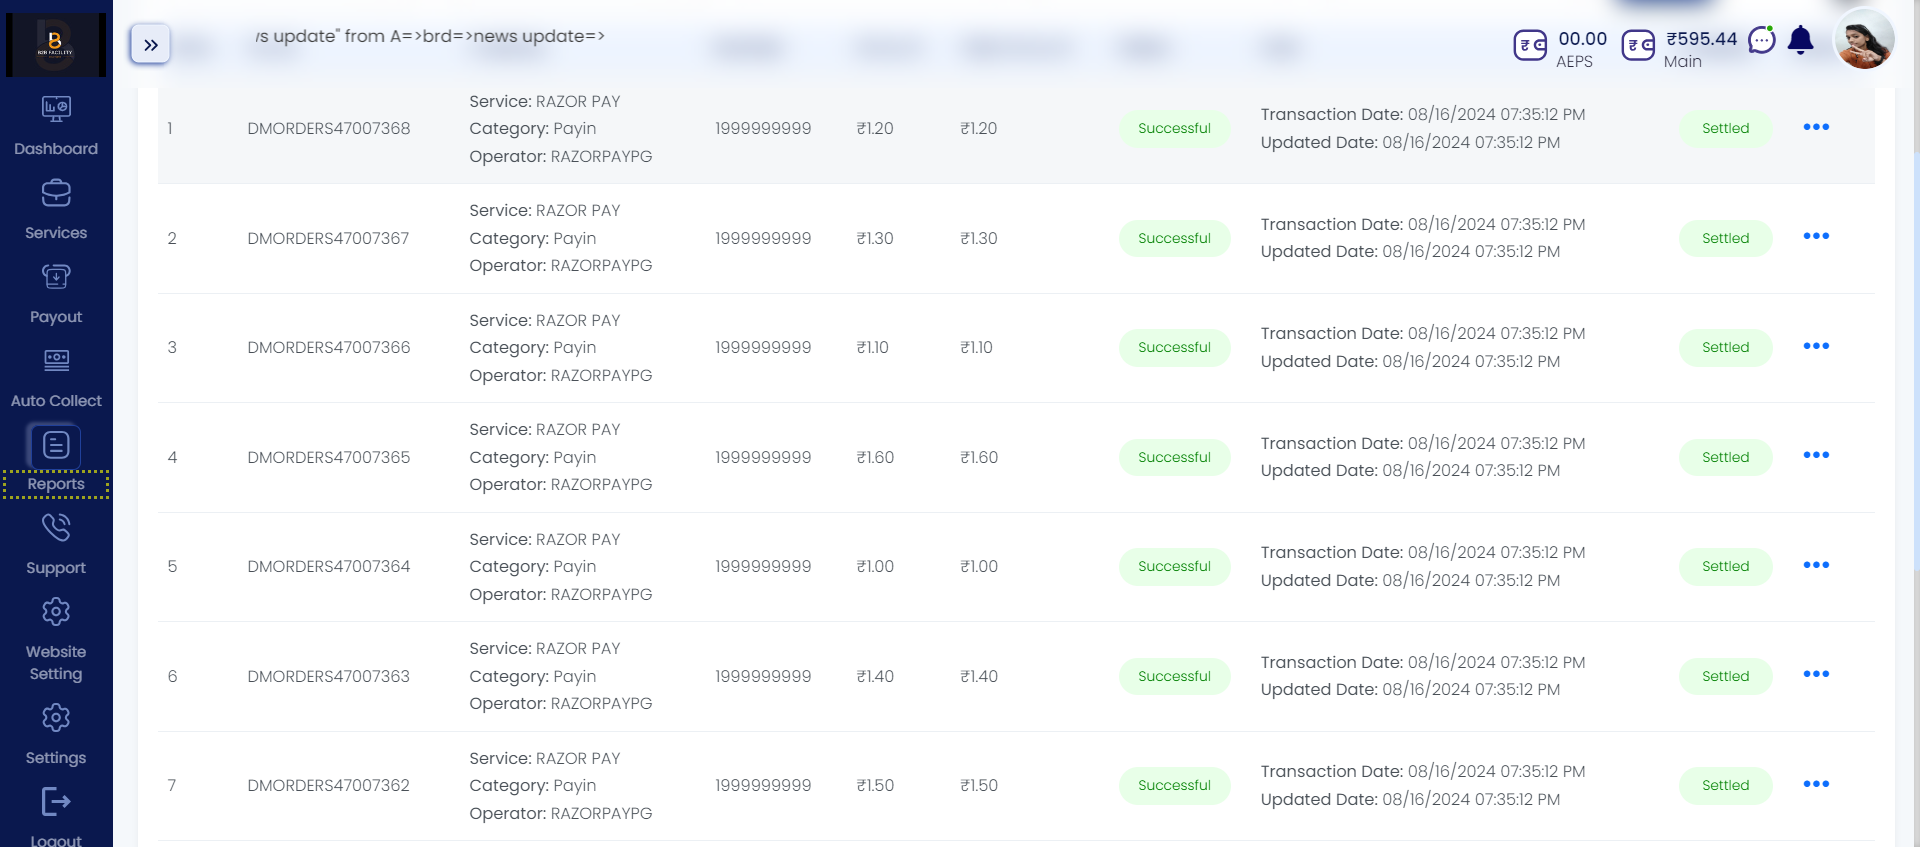 B2B FACILITY
Dashboard
Services
Payout
Auto Collect
Reports
Support
Website
Setting
Settings
Logout
vs update" from A=>brd=>news update=>
₹ 00.00
AEPS
₹ ₹595.44
Main
1 DMORDERS47007368 Service: RAZOR PAY Category: Payin Operator: RAZORPAYPG 1999999999 ₹1.20 ₹1.20 Successful Transaction Date: 08/16/2024 07:35:12 PM Updated Date: 08/16/2024 07:35:12 PM Settled
2 DMORDERS47007367 Service: RAZOR PAY Category: Payin Operator: RAZORPAYPG 1999999999 ₹1.30 ₹1.30 Successful Transaction Date: 08/16/2024 07:35:12 PM Updated Date: 08/16/2024 07:35:12 PM Settled
3 DMORDERS47007366 Service: RAZOR PAY Category: Payin Operator: RAZORPAYPG 1999999999 ₹1.10 ₹1.10 Successful Transaction Date: 08/16/2024 07:35:12 PM Updated Date: 08/16/2024 07:35:12 PM Settled
4 DMORDERS47007365 Service: RAZOR PAY Category: Payin Operator: RAZORPAYPG 1999999999 ₹1.60 ₹1.60 Successful Transaction Date: 08/16/2024 07:35:12 PM Updated Date: 08/16/2024 07:35:12 PM Settled
5 DMORDERS47007364 Service: RAZOR PAY Category: Payin Operator: RAZORPAYPG 1999999999 ₹1.00 ₹1.00 Successful Transaction Date: 08/16/2024 07:35:12 PM Updated Date: 08/16/2024 07:35:12 PM Settled
6 DMORDERS47007363 Service: RAZOR PAY Category: Payin Operator: RAZORPAYPG 1999999999 ₹1.40 ₹1.40 Successful Transaction Date: 08/16/2024 07:35:12 PM Updated Date: 08/16/2024 07:35:12 PM Settled
7 DMORDERS47007362 Service: RAZOR PAY Category: Payin Operator: RAZORPAYPG 1999999999 ₹1.50 ₹1.50 Successful Transaction Date: 08/16/2024 07:35:12 PM Updated Date: 08/16/2024 07:35:12 PM Settled